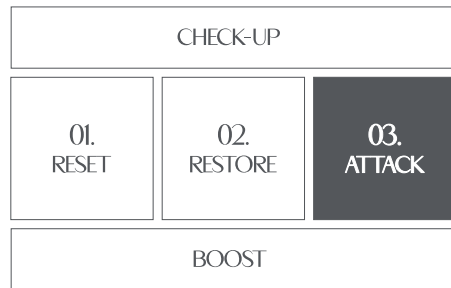 CHECK-UP
01.
RESET
02.
RESTORE
03.
ATTACK
BOOST